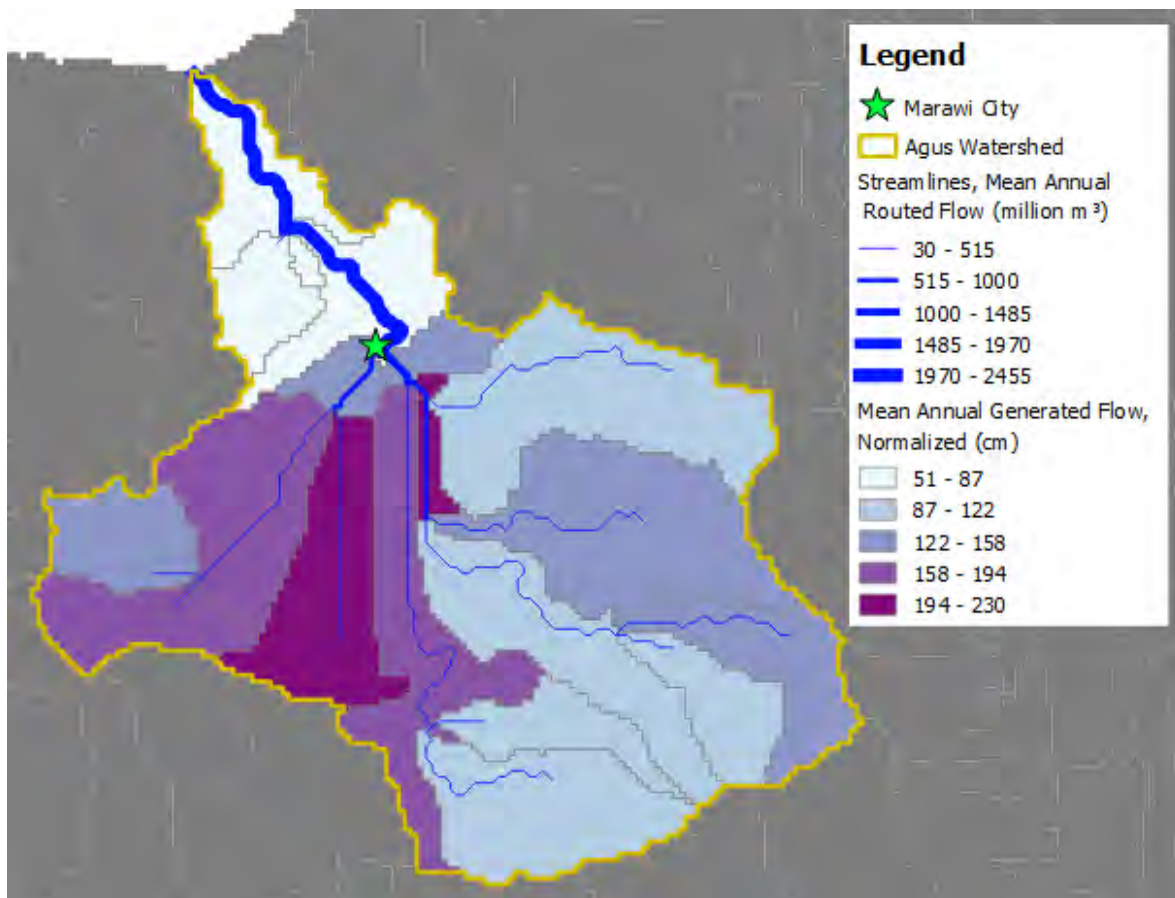 Legend
Marawi City
Agus Watershed
Streamlines, Mean Annual
Routed Flow (million m³)
30 - 515
515 - 1000
1000 - 1485
1485 - 1970
1970 - 2455
Mean Annual Generated Flow,
Normalized (cm)
51 - 87
87 - 122
122 - 158
158 - 194
194 - 230